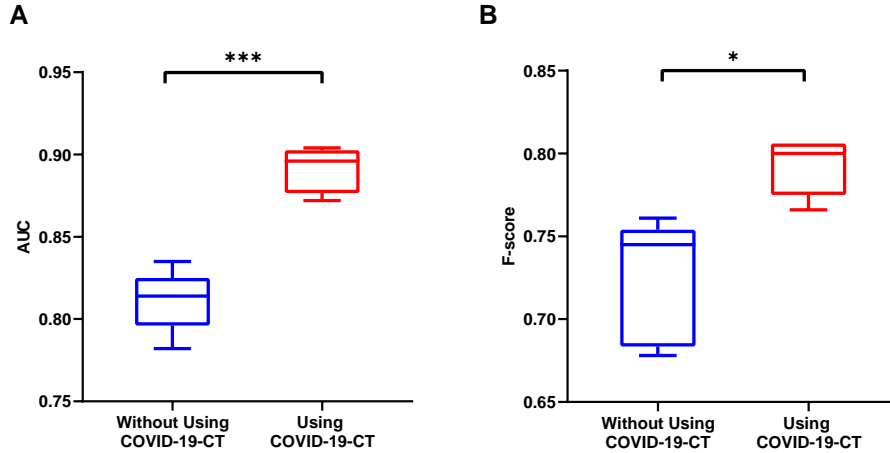 A
AUC
0.95
0.90
0.85
0.80
0.75
***
Without Using
COVID-19-CT
Using
COVID-19-CT
B
F-score
0.85
0.80
0.75
0.70
0.65
*
Without Using
COVID-19-CT
Using
COVID-19-CT